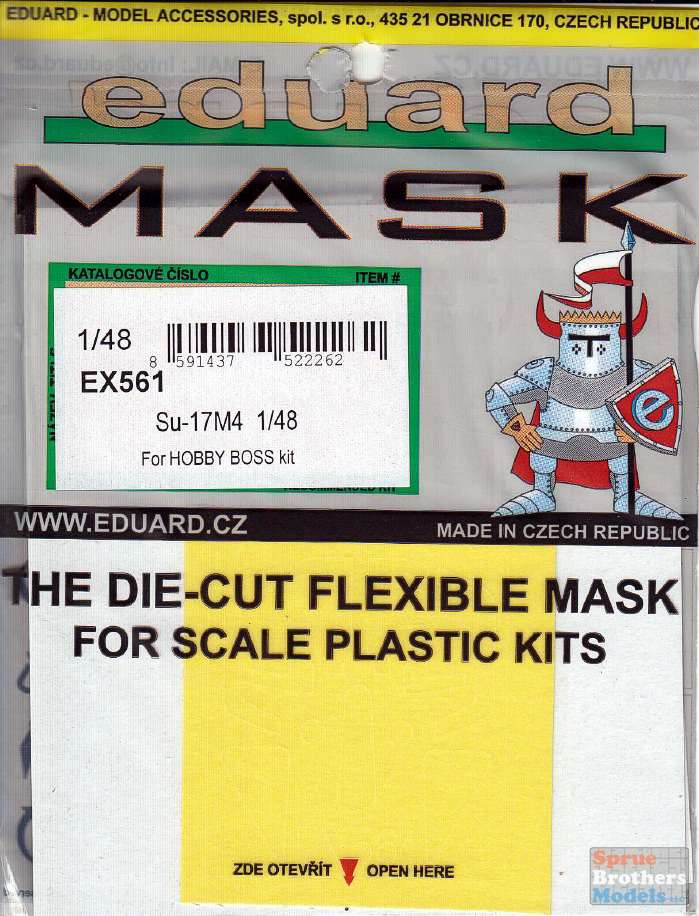 EDUARD - MODEL ACCESSORIES, spol. s r.o., 435 21 OBRNICE 170, CZECH REPUBLIC
eduard
MASK
KATALOGOVÉ ČÍSLO ITEM #
1/48
8 591437 522262
EX561
Su-17M4 1/48
For HOBBY BOSS kit
e
WWW.EDUARD.CZ MADE IN CZECH REPUBLIC
THE DIE-CUT FLEXIBLE MASK
FOR SCALE PLASTIC KITS
ZDE OTEVŘÍT OPEN HERE
Sprue
Brothers
Models